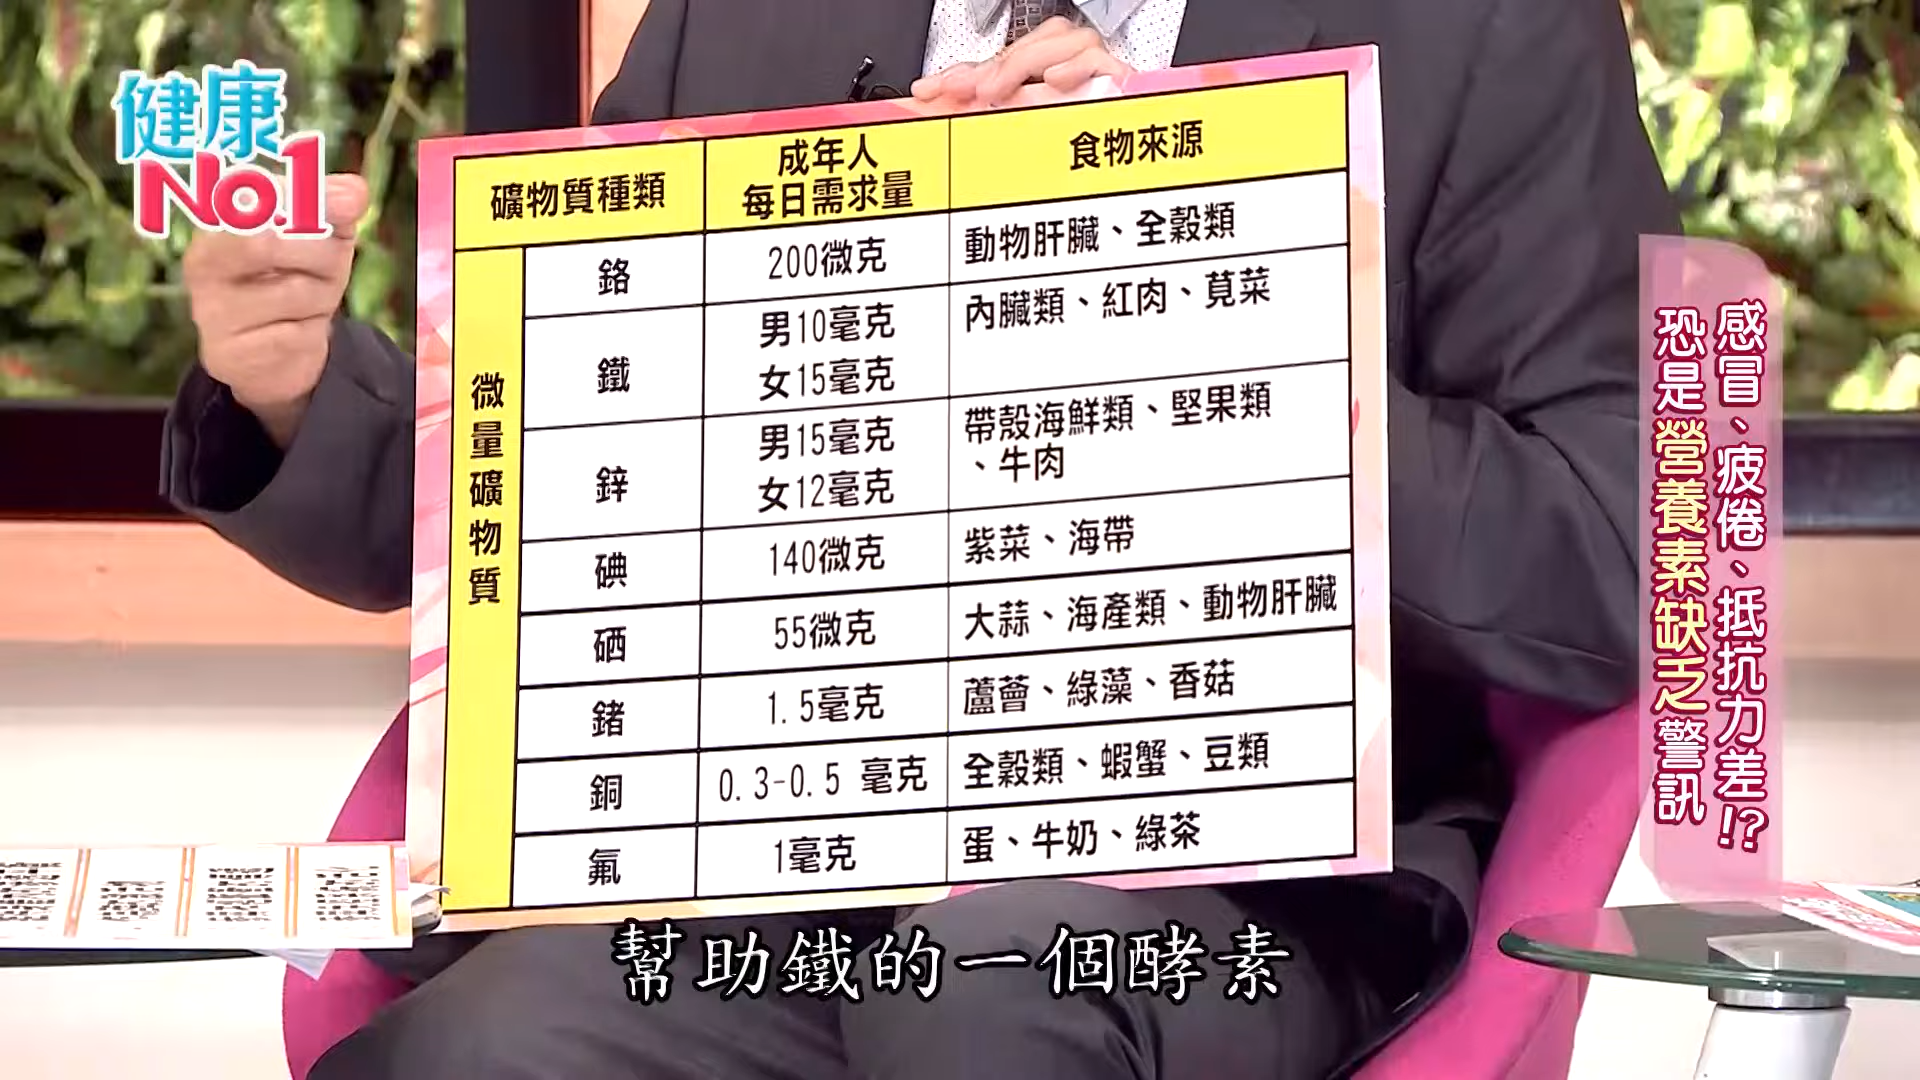 健康
No.1
礦物質種類
成年人
每日需求量
食物來源
微量礦物質
鉻
200微克
動物肝臟、全穀類
鐵
男10毫克
女15毫克
內臟類、紅肉、莧菜
鋅
男15毫克
女12毫克
帶殼海鮮類、堅果類
、牛肉
碘
140微克
紫菜、海帶
硒
55微克
大蒜、海產類、動物肝臟
鍺
1.5毫克
蘆薈、綠藻、香菇
銅
0.3-0.5 毫克
全穀類、蝦蟹、豆類
氟
1毫克
蛋、牛奶、綠茶
感冒、疲倦、抵抗力差!?
恐是營養素缺乏警訊
幫助鐵的一個酵素